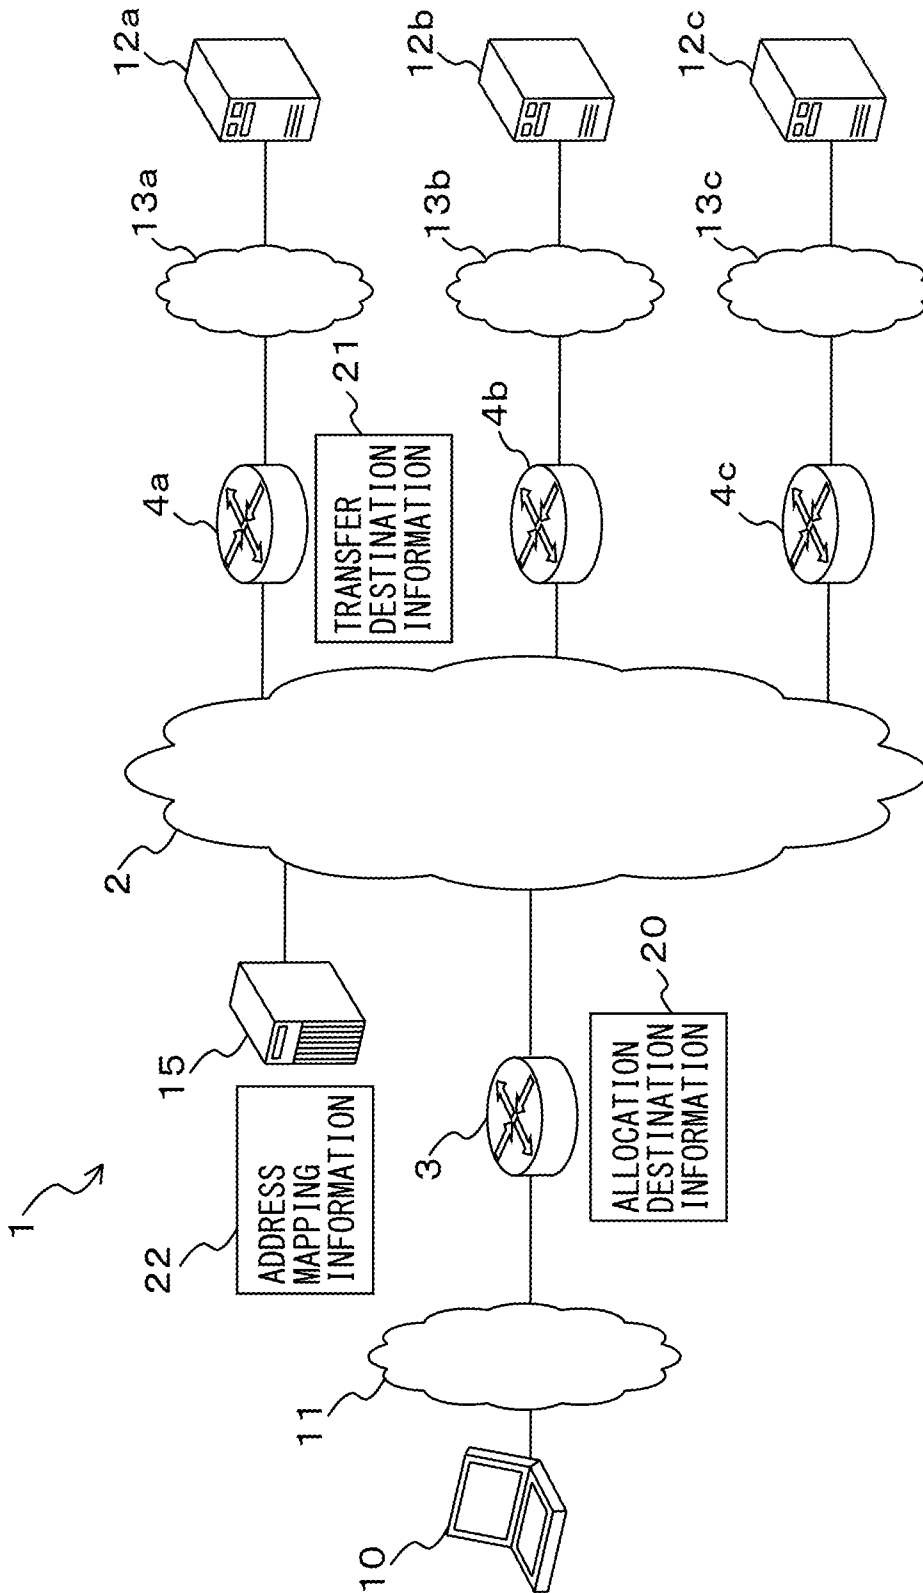 1
10
11
22
ADDRESS
MAPPING
INFORMATION
15
3
ALLOCATION
DESTINATION
INFORMATION
20
2
4a
TRANSFER
DESTINATION
INFORMATION
21
4b
4c
13a
13b
13c
12a
12b
12c